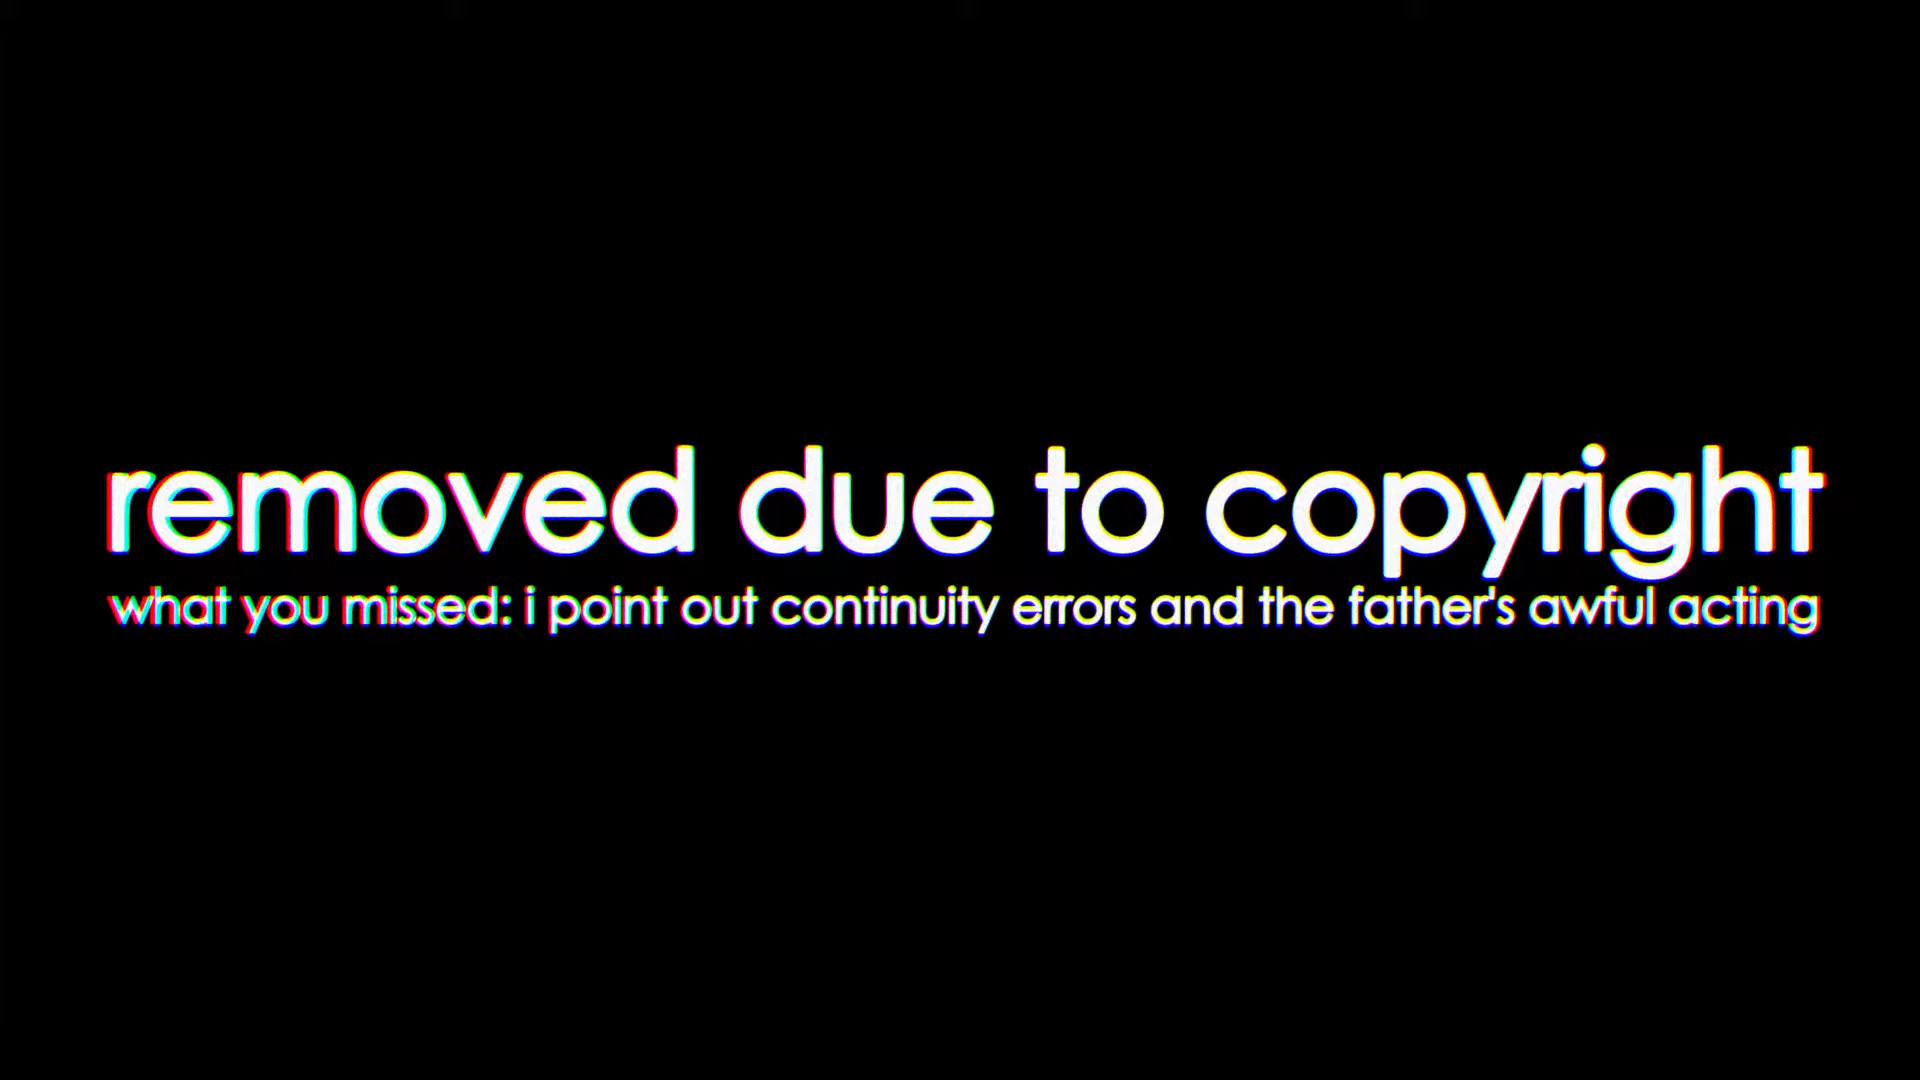 removed due to copyright
what you missed: i point out continuity errors and the father's awful acting